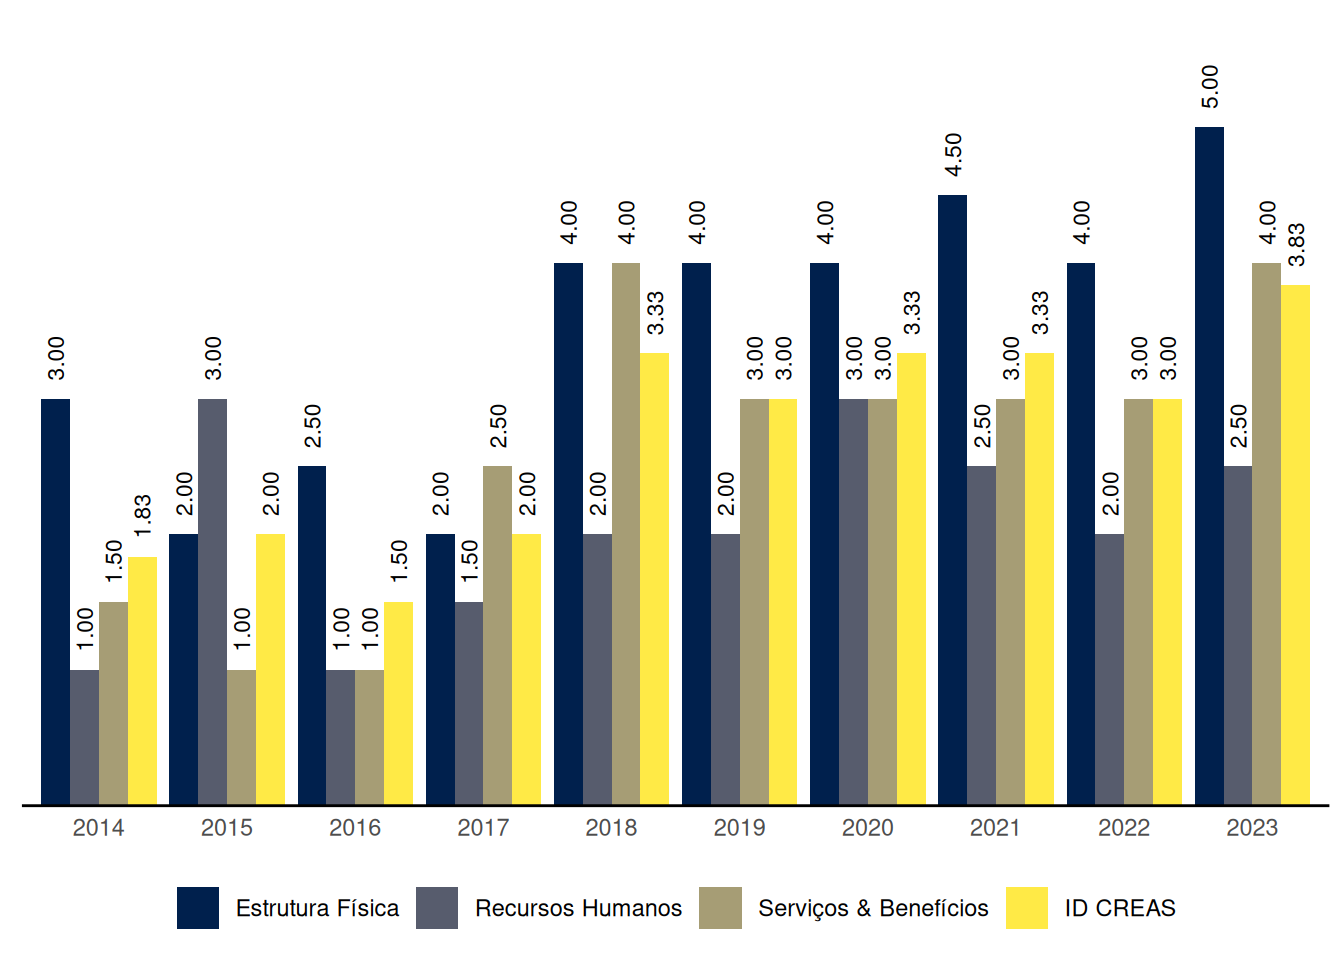 3.00 1.00 1.50 1.83
2.00 3.00 1.00 2.00
2.50 1.00 1.00 1.50
2.00 1.50 2.50 2.00
4.00 2.00 4.00 3.33
4.00 2.00 3.00 3.00
4.00 3.00 3.00 3.33
4.50 2.50 3.00 3.33
4.00 2.00 3.00 3.00
5.00 2.50 4.00 3.83
2014 2015 2016 2017 2018 2019 2020 2021 2022 2023
Estrutura Física Recursos Humanos Serviços & Benefícios ID CREAS